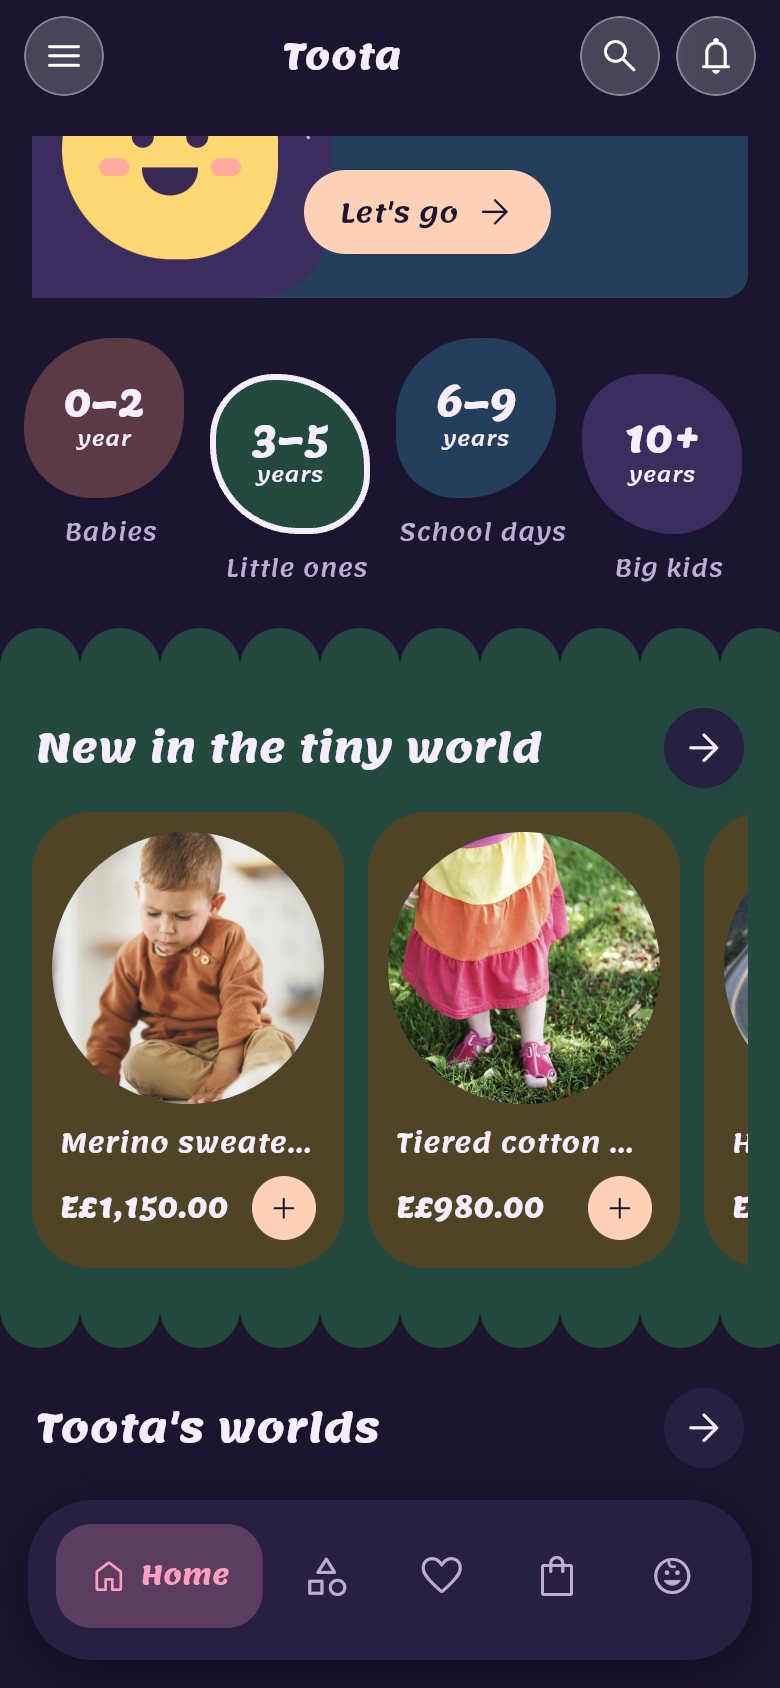 Toota
Let's go
0–2
year
3–5
years
6–9
years
10+
years
Babies
School days
Little ones
Big kids
New in the tiny world
Merino sweate...
Tiered cotton ...
E£1,150.00
E£980.00
Toota's worlds
Home